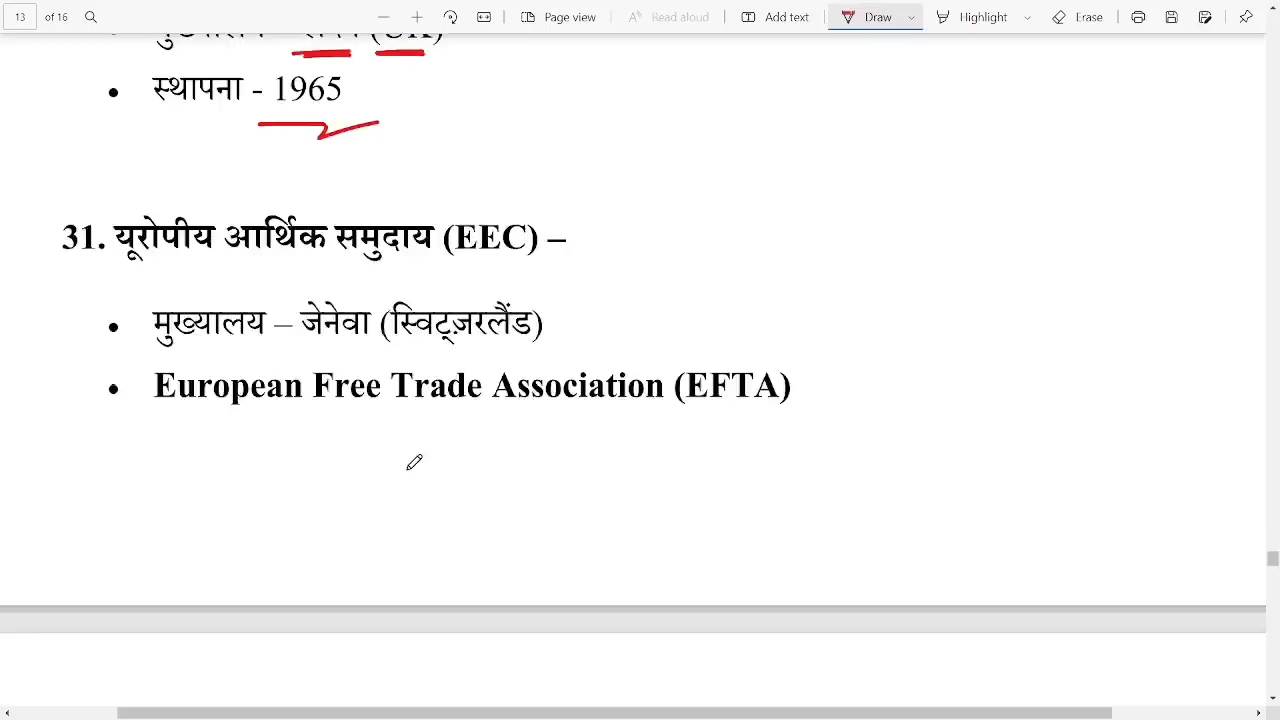 13 of 16 Page view Read aloud Add text Draw Highlight Erase
स्थापना - 1965
31. यूरोपीय आर्थिक समुदाय (EEC) –
मुख्यालय – जेनेवा (स्विट्ज़रलैंड)
European Free Trade Association (EFTA)